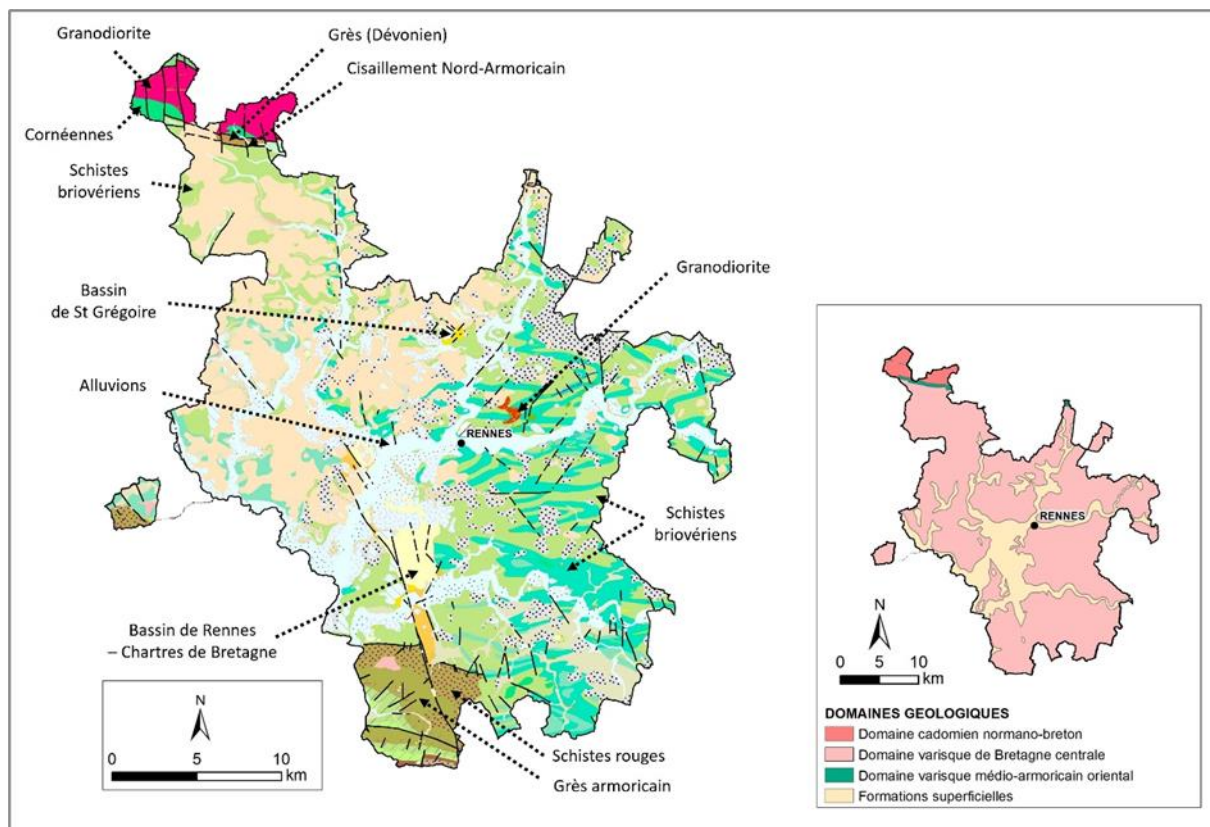 Granodiorite
Grès (Dévonien)
Cisaillement Nord-Armoricain
Cornéennes
Schistes
briovériens
Granodiorite
Bassin
de St Grégoire
Alluvions
RENNES
Schistes
briovériens
Bassin de Rennes
– Chartres de Bretagne
Schistes rouges
Grès armoricain
N
0 5 10
km
RENNES
N
0 5 10
km
DOMAINES GEOLOGIQUES
Domaine cadomien normano-breton
Domaine varisque de Bretagne centrale
Domaine varisque médio-armoricain oriental
Formations superficielles